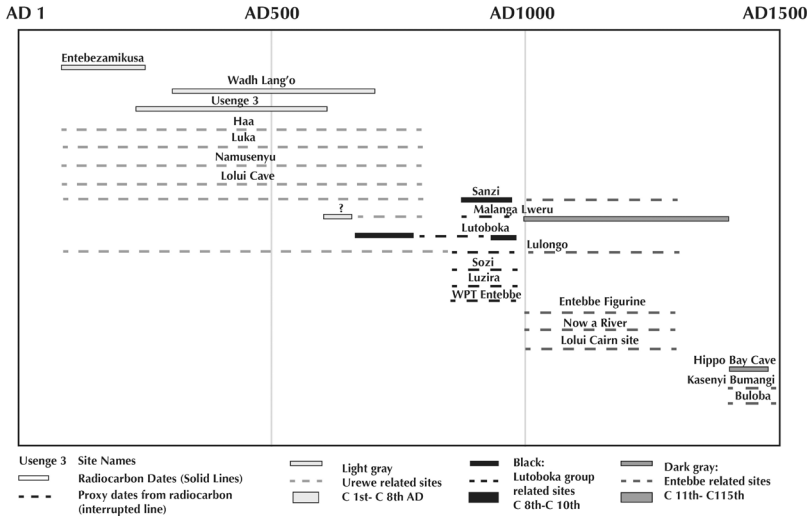 AD 1 AD500 AD1000 AD1500
Entebezamikusa
Wadh Lang'o
Usenge 3
Haa
Luka
Namusenyu
Lolui Cave
Sanzi
?
Malanga Lweru
Lutoboka
Lulongo
Sozi
Luzira
WPT Entebbe
Entebbe Figurine
Now a River
Lolui Cairn site
Hippo Bay Cave
Kasenyi Bumangi
Buloba
Usenge 3 Site Names
Radiocarbon Dates (Solid Lines)
Proxy dates from radiocarbon
(interrupted line)
Light gray
Urewe related sites
C 1st- C 8th AD
Black:
Lutoboka group
related sites
C 8th-C 10th
Dark gray:
Entebbe related sites
C 11th- C115th